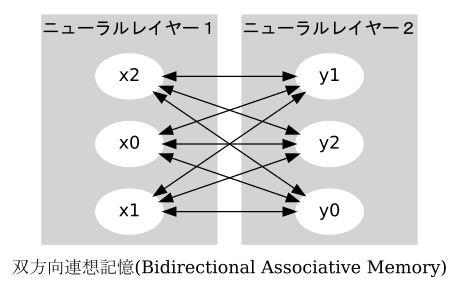 ニューラルレイヤー１ ニューラルレイヤー２
x2 y1
x0 y2
x1 y0
双方向連想記憶(Bidirectional Associative Memory)